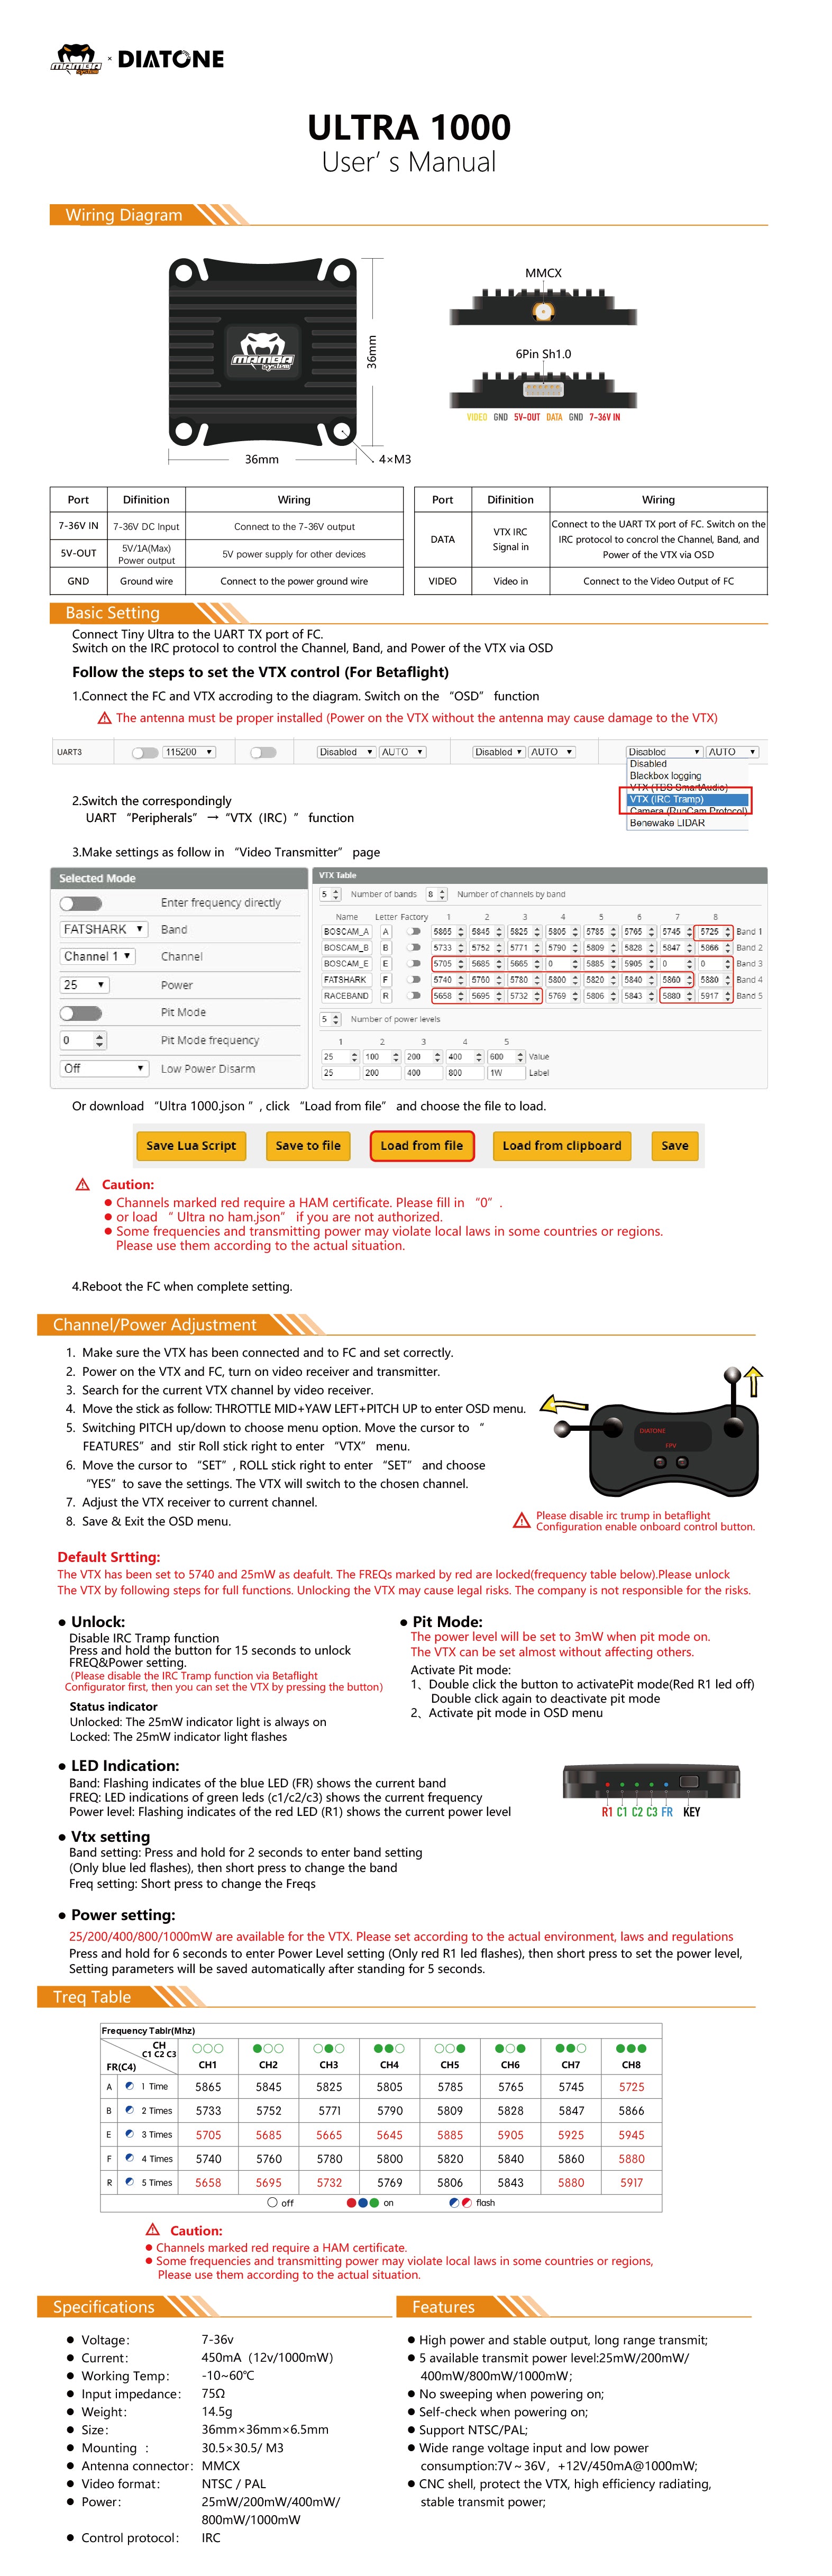 MAMBA system × DIATONE
ULTRA 1000
User' s Manual
Wiring Diagram
MAMBA
system
36mm
36mm
4×M3
MMCX
6Pin Sh1.0
VIDEO GND 5V-OUT DATA GND 7-36V IN
Port Difinition Wiring
7-36V IN 7-36V DC Input Connect to the 7-36V output
5V-OUT 5V/1A(Max) Power output 5V power supply for other devices
GND Ground wire Connect to the power ground wire
Port Difinition Wiring
DATA VTX IRC Signal in Connect to the UART TX port of FC. Switch on the IRC protocol to concrol the Channel, Band, and Power of the VTX via OSD
VIDEO Video in Connect to the Video Output of FC
Basic Setting
Connect Tiny Ultra to the UART TX port of FC.
Switch on the IRC protocol to control the Channel, Band, and Power of the VTX via OSD
Follow the steps to set the VTX control (For Betaflight)
1.Connect the FC and VTX accroding to the diagram. Switch on the “OSD” function
The antenna must be proper installed (Power on the VTX without the antenna may cause damage to the VTX)
UART3 115200 Disabled AUTO Disabled AUTO Disabled AUTO
Disabled
Blackbox logging
VTX (TBS SmartAudio)
VTX (IRC Tramp)
Camera (RunCam Protocol)
Benewake LIDAR
2.Switch the correspondingly
UART “Peripherals” → “VTX (IRC) ” function
3.Make settings as follow in “Video Transmitter” page
Selected Mode
Enter frequency directly
FATSHARK Band
Channel 1 Channel
25 Power
Pit Mode
0 Pit Mode frequency
Off Low Power Disarm
VTX Table
5 Number of bands 8 Number of channels by band
Name Letter Factory 1 2 3 4 5 6 7 8
BOSCAM_A A 5865 5845 5825 5805 5785 5765 5745 5725 Band 1
BOSCAM_B B 5733 5752 5771 5790 5809 5828 5847 5866 Band 2
BOSCAM_E E 5705 5685 5665 0 5885 5905 0 0 Band 3
FATSHARK F 5740 5760 5780 5800 5820 5840 5860 5880 Band 4
RACEBAND R 5658 5695 5732 5769 5806 5843 5880 5917 Band 5
5 Number of power levels
1 2 3 4 5
25 100 200 400 600 Value
25 200 400 800 1W Label
Or download “Ultra 1000.json ” , click “Load from file” and choose the file to load.
Save Lua Script Save to file Load from file Load from clipboard Save
Caution:
● Channels marked red require a HAM certificate. Please fill in “0” .
● or load “ Ultra no ham.json” if you are not authorized.
● Some frequencies and transmitting power may violate local laws in some countries or regions.
Please use them according to the actual situation.
4.Reboot the FC when complete setting.
Channel/Power Adjustment
1. Make sure the VTX has been connected and to FC and set correctly.
2. Power on the VTX and FC, turn on video receiver and transmitter.
3. Search for the current VTX channel by video receiver.
4. Move the stick as follow: THROTTLE MID+YAW LEFT+PITCH UP to enter OSD menu.
5. Switching PITCH up/down to choose menu option. Move the cursor to “
FEATURES” and stir Roll stick right to enter “VTX” menu.
6. Move the cursor to “SET” , ROLL stick right to enter “SET” and choose
“YES” to save the settings. The VTX will switch to the chosen channel.
7. Adjust the VTX receiver to current channel.
8. Save & Exit the OSD menu.
DIATONE
FPV
Please disable irc trump in betaflight
Configuration enable onboard control button.
Default Srtting:
The VTX has been set to 5740 and 25mW as deafult. The FREQs marked by red are locked(frequency table below).Please unlock
The VTX by following steps for full functions. Unlocking the VTX may cause legal risks. The company is not responsible for the risks.
● Unlock:
Disable IRC Tramp function
Press and hold the button for 15 seconds to unlock
FREQ&Power setting.
(Please disable the IRC Tramp function via Betaflight
Configurator first, then you can set the VTX by pressing the button)
Status indicator
Unlocked: The 25mW indicator light is always on
Locked: The 25mW indicator light flashes
● Pit Mode:
The power level will be set to 3mW when pit mode on.
The VTX can be set almost without affecting others.
Activate Pit mode:
1、Double click the button to activatePit mode(Red R1 led off)
Double click again to deactivate pit mode
2、Activate pit mode in OSD menu
● LED Indication:
Band: Flashing indicates of the blue LED (FR) shows the current band
FREQ: LED indications of green leds (c1/c2/c3) shows the current frequency
Power level: Flashing indicates of the red LED (R1) shows the current power level
R1 C1 C2 C3 FR KEY
● Vtx setting
Band setting: Press and hold for 2 seconds to enter band setting
(Only blue led flashes), then short press to change the band
Freq setting: Short press to change the Freqs
● Power setting:
25/200/400/800/1000mW are available for the VTX. Please set according to the actual environment, laws and regulations
Press and hold for 6 seconds to enter Power Level setting (Only red R1 led flashes), then short press to set the power level,
Setting parameters will be saved automatically after standing for 5 seconds.
Treq Table
Frequency Tablr(Mhz)
CH
C1 C2 C3
FR(C4) CH1 CH2 CH3 CH4 CH5 CH6 CH7 CH8
A 1 Time 5865 5845 5825 5805 5785 5765 5745 5725
B 2 Times 5733 5752 5771 5790 5809 5828 5847 5866
E 3 Times 5705 5685 5665 5645 5885 5905 5925 5945
F 4 Times 5740 5760 5780 5800 5820 5840 5860 5880
R 5 Times 5658 5695 5732 5769 5806 5843 5880 5917
off on flash
Caution:
● Channels marked red require a HAM certificate.
● Some frequencies and transmitting power may violate local laws in some countries or regions,
Please use them according to the actual situation.
Specifications
● Voltage: 7-36v
● Current: 450mA (12v/1000mW)
● Working Temp: -10~60℃
● Input impedance: 75Ω
● Weight: 14.5g
● Size: 36mm×36mm×6.5mm
● Mounting : 30.5×30.5/ M3
● Antenna connector: MMCX
● Video format: NTSC / PAL
● Power: 25mW/200mW/400mW/
800mW/1000mW
● Control protocol: IRC
Features
● High power and stable output, long range transmit;
● 5 available transmit power level:25mW/200mW/
400mW/800mW/1000mW;
● No sweeping when powering on;
● Self-check when powering on;
● Support NTSC/PAL;
● Wide range voltage input and low power
consumption:7V～36V, +12V/450mA@1000mW;
● CNC shell, protect the VTX, high efficiency radiating,
stable transmit power;